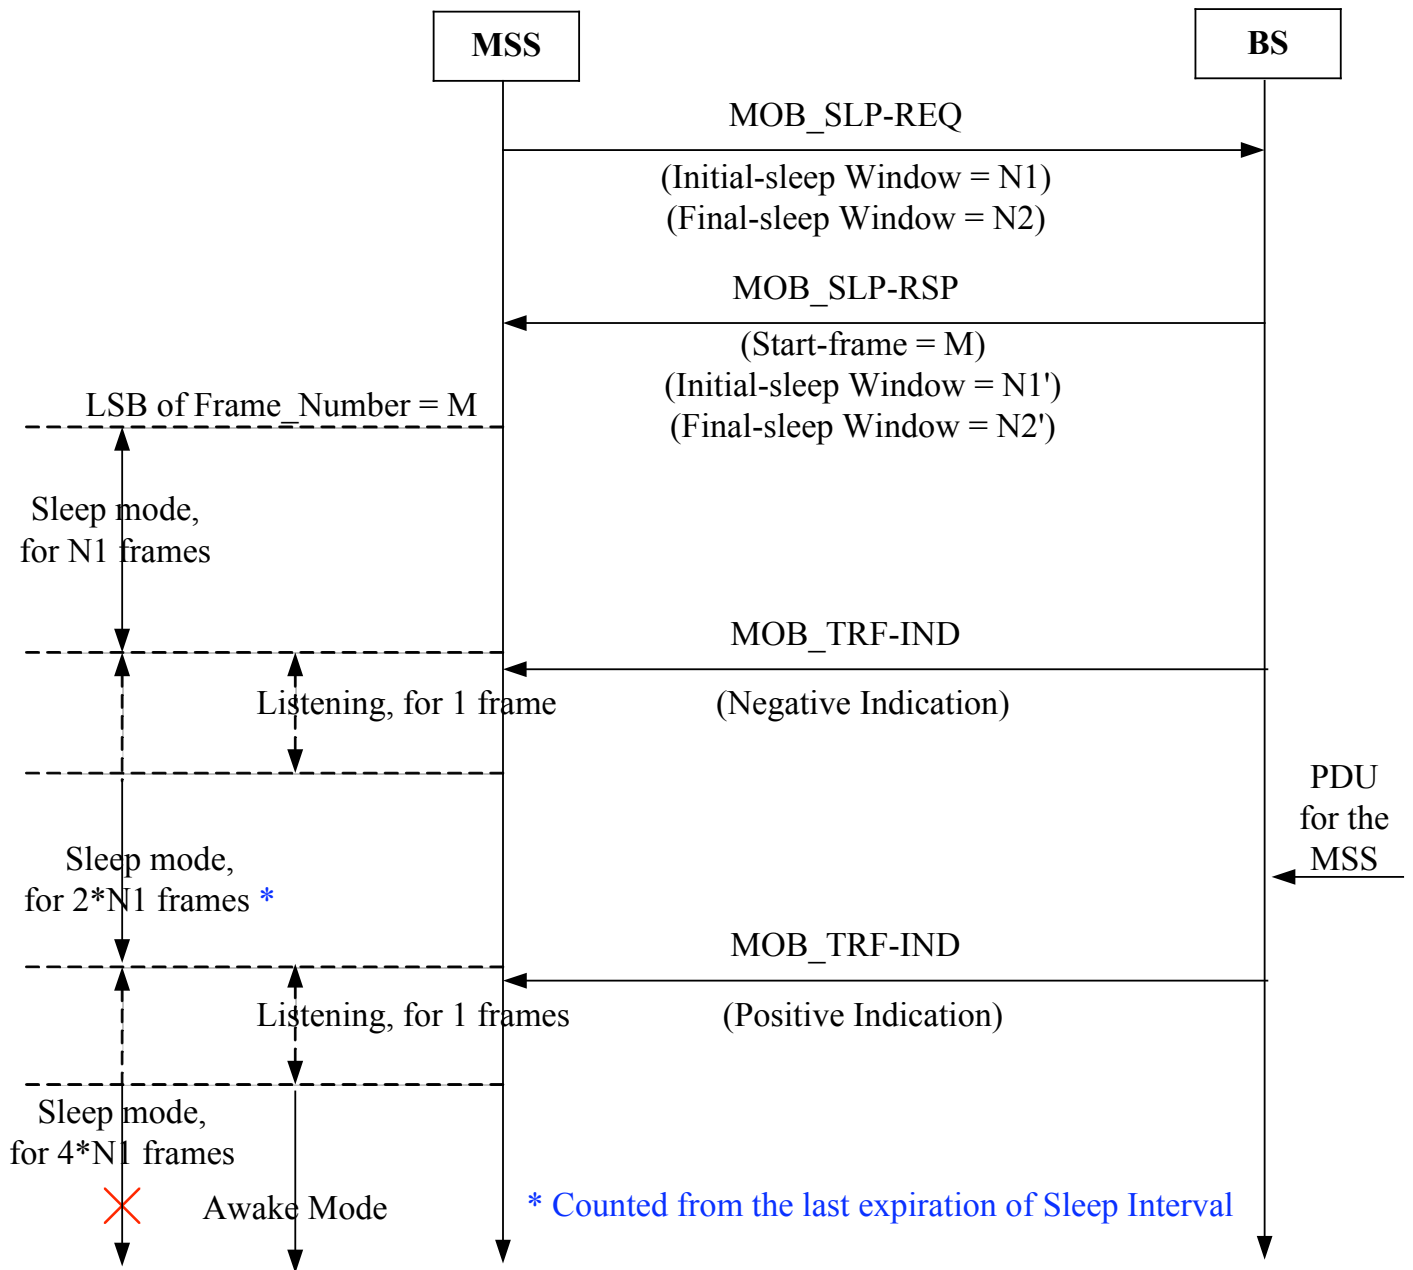 MSS
BS
MOB_SLP-REQ
(Initial-sleep Window = N1)
(Final-sleep Window = N2)
MOB_SLP-RSP
(Start-frame = M)
(Initial-sleep Window = N1')
(Final-sleep Window = N2')
LSB of Frame_Number = M
Sleep mode,
for N1 frames
MOB_TRF-IND
(Negative Indication)
Listening, for 1 frame
PDU
for the
MSS
Sleep mode,
for 2*N1 frames *
MOB_TRF-IND
(Positive Indication)
Listening, for 1 frames
Sleep mode,
for 4*N1 frames
Awake Mode
* Counted from the last expiration of Sleep Interval